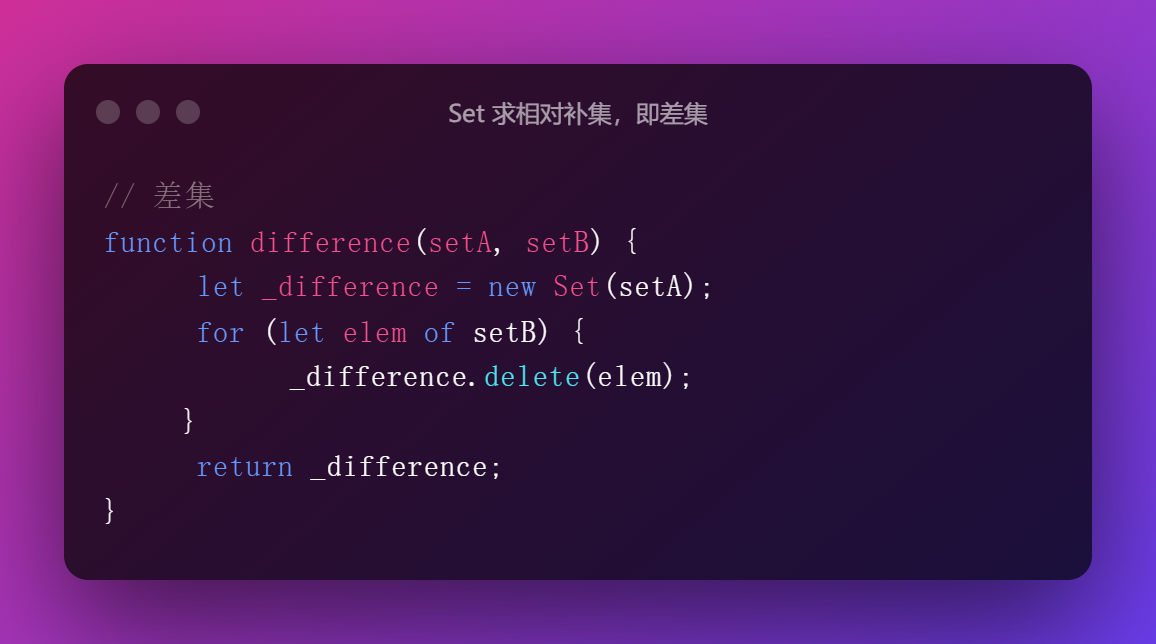 Set 求相对补集，即差集
// 差集
function difference(setA, setB) {
      let _difference = new Set(setA);
      for (let elem of setB) {
            _difference.delete(elem);
     }
      return _difference;
}